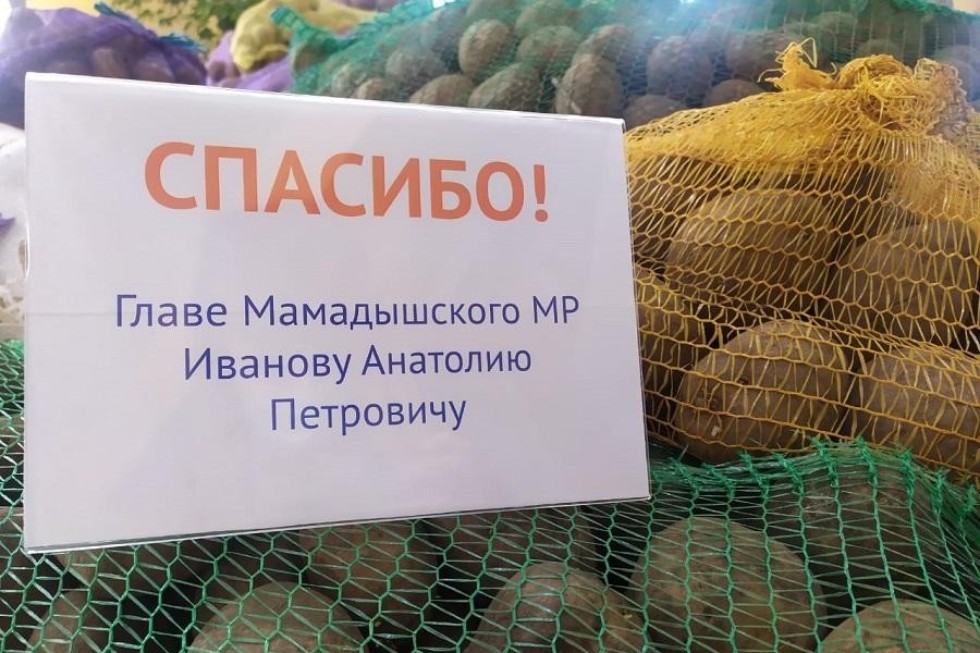 СПАСИБО!
Главе Мамадышского МР
Иванову Анатолию
Петровичу